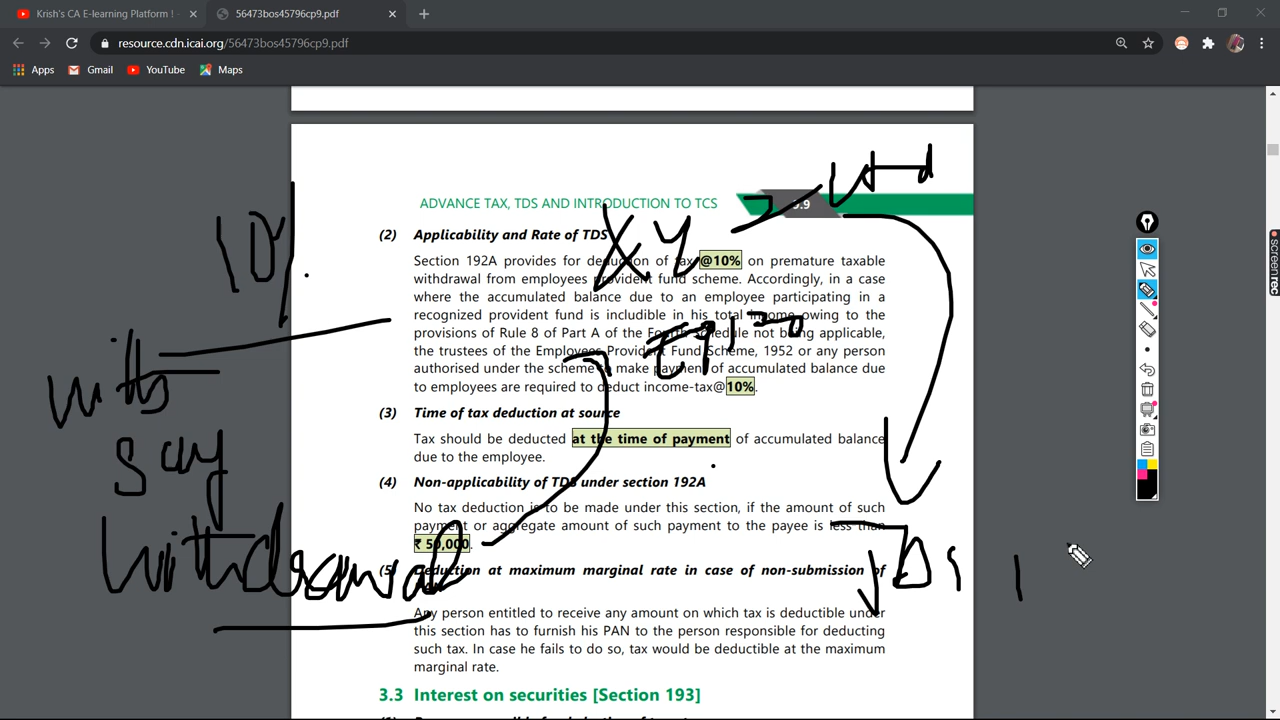 Krish's CA E-learning Platform ! -
56473bos45796cp9.pdf
resource.cdn.icai.org/56473bos45796cp9.pdf
Apps Gmail YouTube Maps
ADVANCE TAX, TDS AND INTRODUCTION TO TCS 9.9
(2) Applicability and Rate of TDS
Section 192A provides for deduction of tax @10% on premature taxable
withdrawal from employees provident fund scheme. Accordingly, in a case
where the accumulated balance due to an employee participating in a
recognized provident fund is includible in his total income owing to the
provisions of Rule 8 of Part A of the Fourth Schedule not being applicable,
the trustees of the Employees Provident Fund Scheme, 1952 or any person
authorised under the scheme to make payment of accumulated balance due
to employees are required to deduct income-tax@10%.
(3) Time of tax deduction at source
Tax should be deducted at the time of payment of accumulated balance
due to the employee.
(4) Non-applicability of TDS under section 192A
No tax deduction is to be made under this section, if the amount of such
payment or aggregate amount of such payment to the payee is less than
₹ 50,000.
(5) Deduction at maximum marginal rate in case of non-submission of
Any person entitled to receive any amount on which tax is deductible under
this section has to furnish his PAN to the person responsible for deducting
such tax. In case he fails to do so, tax would be deductible at the maximum
marginal rate.
3.3 Interest on securities [Section 193]
10%
say
withdrawal
XYZ
TDS
Screencast